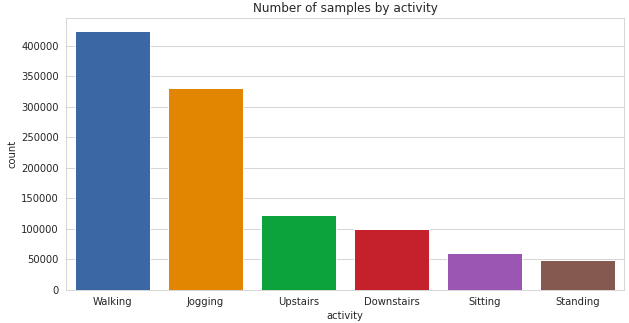 Number of samples by activity
400000
350000
300000
250000
200000
150000
100000
50000
0
count
Walking Jogging Upstairs Downstairs Sitting Standing
activity